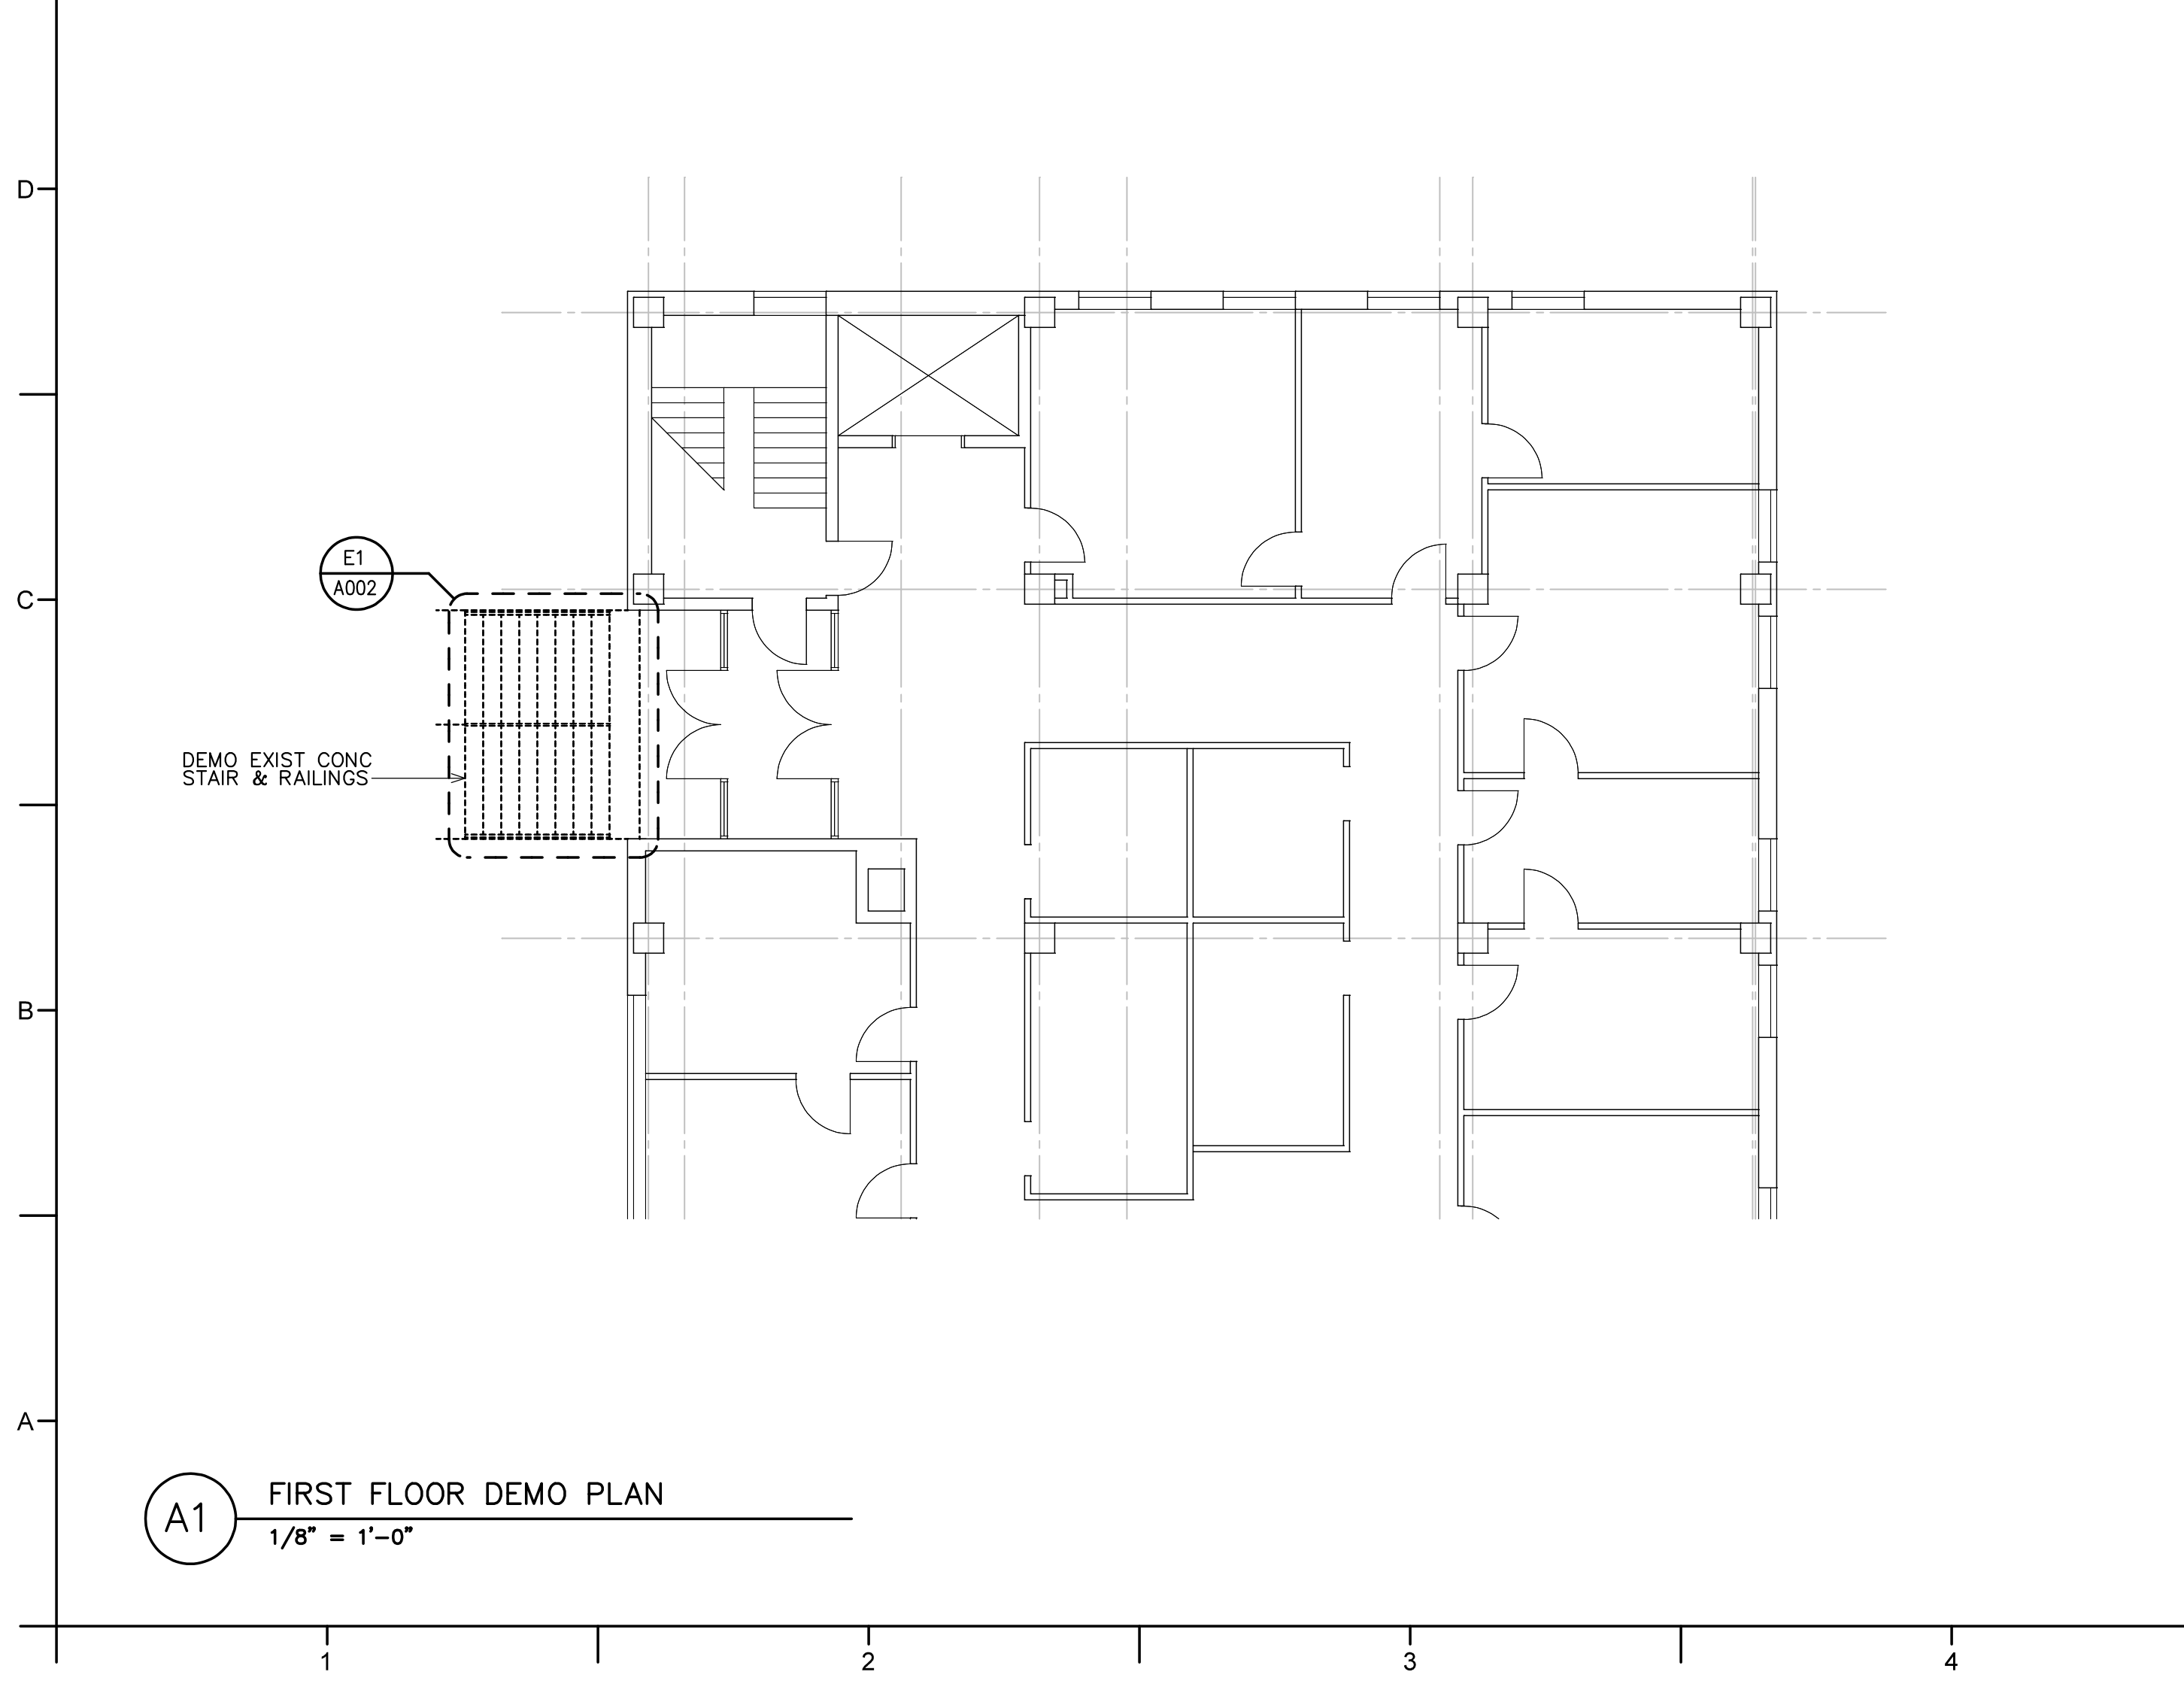 D
E1
A002
C
DEMO EXIST CONC
STAIR & RAILINGS
B
A
A1
FIRST FLOOR DEMO PLAN
1/8" = 1'-0"
1
2
3
4